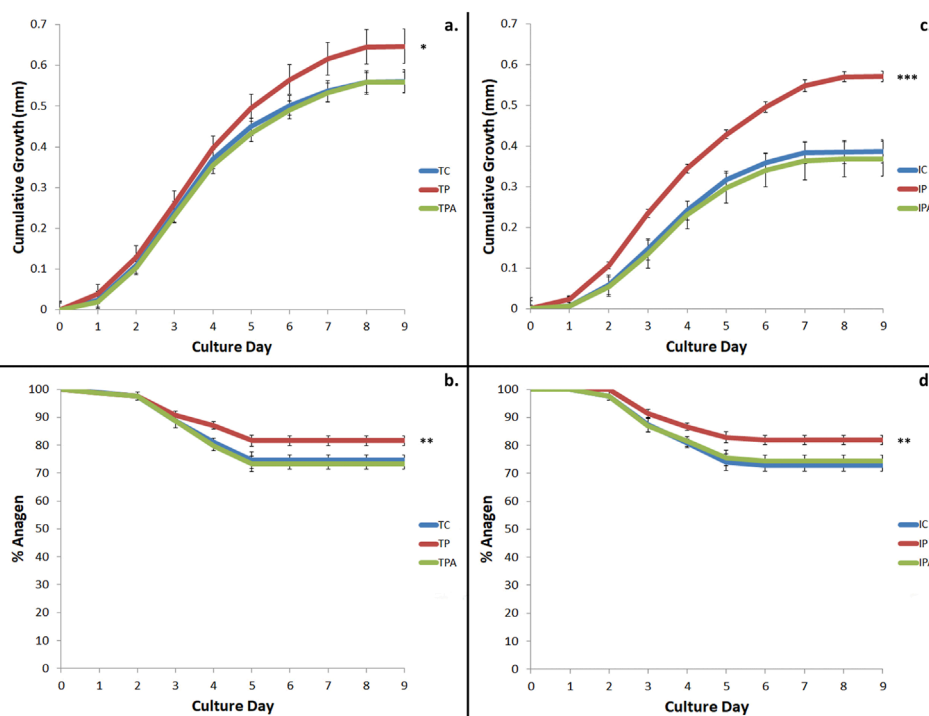 a.
Cumulative Growth (mm)
0.7
0.6
0.5
0.4
0.3
0.2
0.1
0
0 1 2 3 4 5 6 7 8 9
Culture Day
*
TC
TP
TPA
c
Cumulative Growth (mm)
0.7
0.6
0.5
0.4
0.3
0.2
0.1
0
0 1 2 3 4 5 6 7 8 9
Culture Day
***
IC
IP
IPA
b.
% Anagen
100
90
80
70
60
50
40
30
20
10
0
0 1 2 3 4 5 6 7 8 9
Culture Day
**
TC
TP
TPA
d
% Anagen
100
90
80
70
60
50
40
30
20
10
0
0 1 2 3 4 5 6 7 8 9
Culture Day
**
IC
IP
IPA